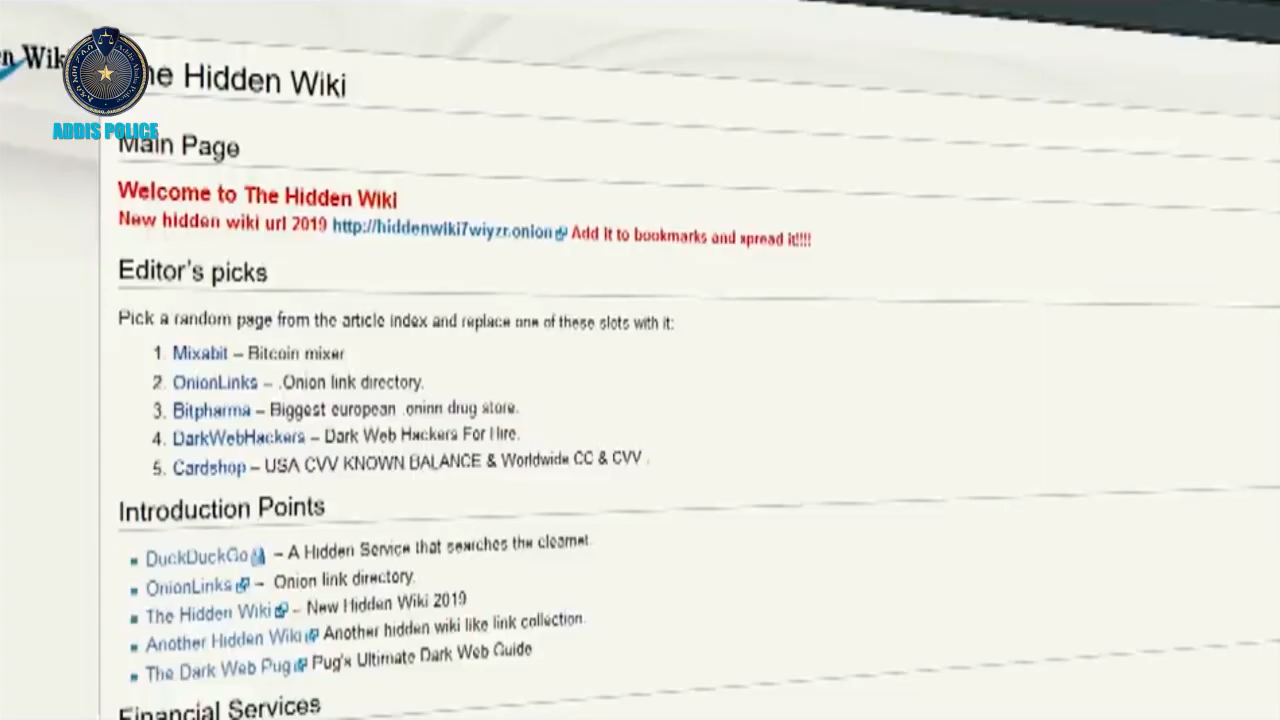 n Wiki
ADDIS POLICE
he Hidden Wiki
Main Page
Welcome to The Hidden Wiki
New hidden wiki url 2019 http://hiddenwiki7wiyzr.onion Add it to bookmarks and spread it!!!!
Editor's picks
Pick a random page from the article index and replace one of these slots with it:
1. Mixabit – Bitcoin mixer
2. OnionLinks – .Onion link directory.
3. Bitpharma – Biggest european .onion drug store.
4. DarkWebHackers – Dark Web Hackers For Hire.
5. Cardshop – USA CVV KNOWN BALANCE & Worldwide CC & CVV .
Introduction Points
DuckDuckGo – A Hidden Service that searches the clearnet.
OnionLinks – Onion link directory.
The Hidden Wiki – New Hidden Wiki 2019
Another Hidden Wiki Another hidden wiki like link collection.
The Dark Web Pug Pug's Ultimate Dark Web Guide
Financial Services